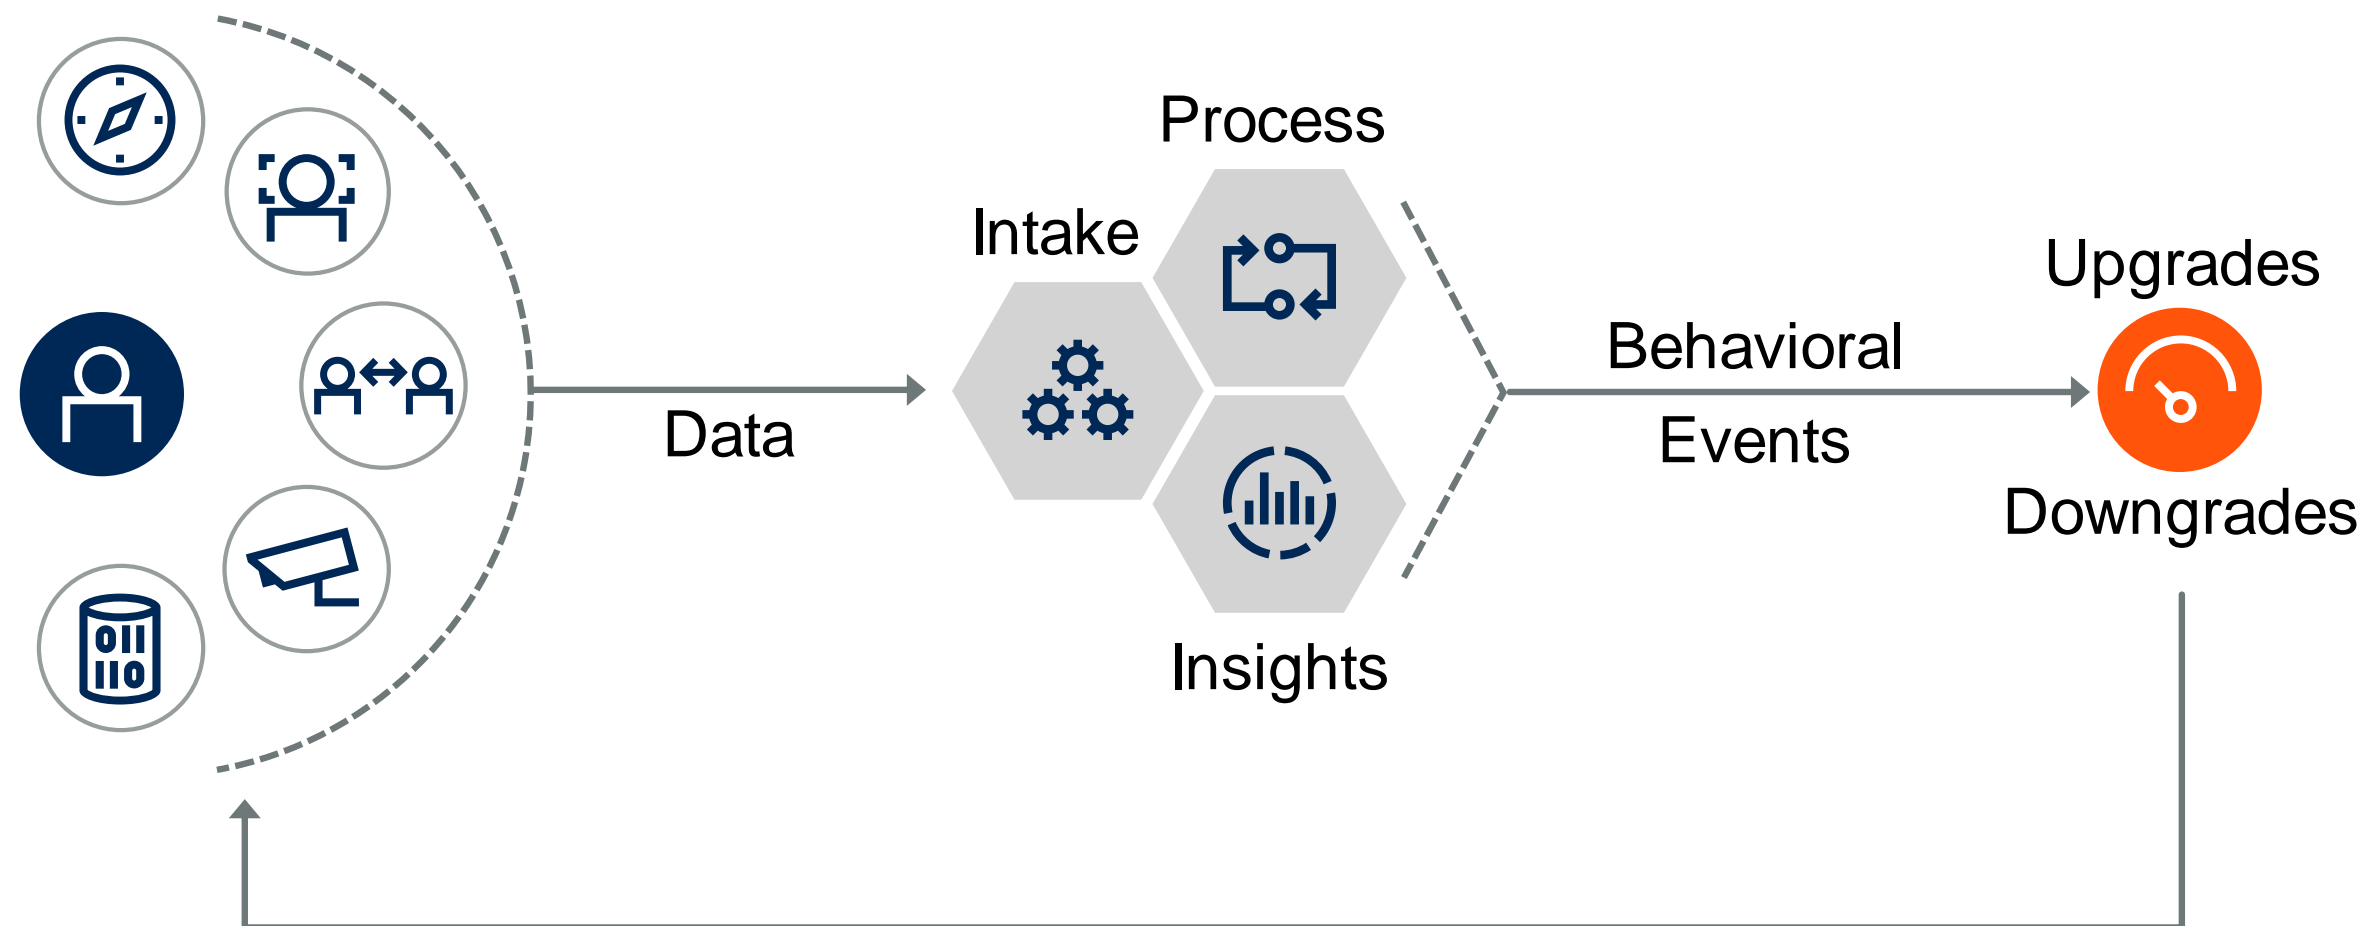 Process
Intake
Data
Insights
Behavioral
Events
Upgrades
Downgrades